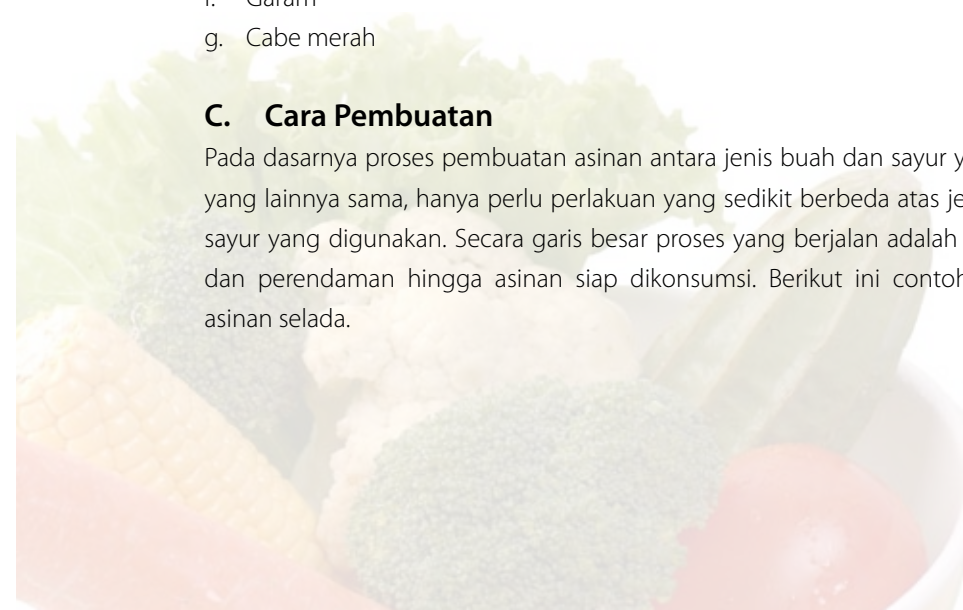 g. Cabe merah
C. Cara Pembuatan
Pada dasarnya proses pembuatan asinan antara jenis buah dan sayur
yang lainnya sama, hanya perlu perlakuan yang sedikit berbeda atas
sayur yang digunakan. Secara garis besar proses yang berjalan adalah
dan perendaman hingga asinan siap dikonsumsi. Berikut ini contoh
asinan selada.